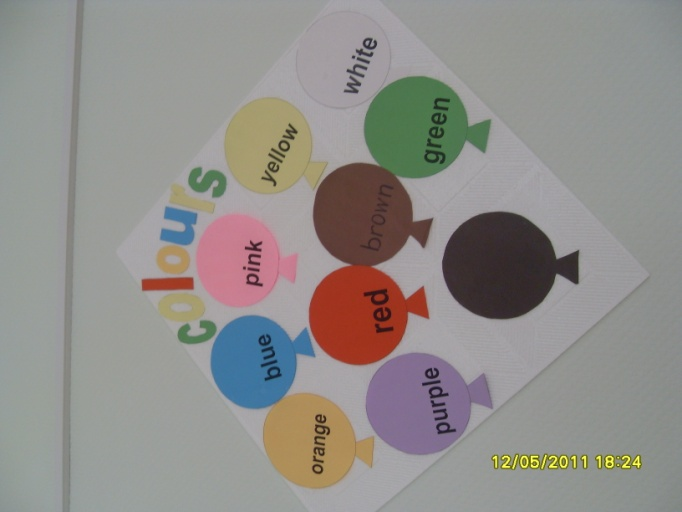 colours
blue
pink
yellow
orange
red
brown
white
purple
green
12/05/2011 18:24